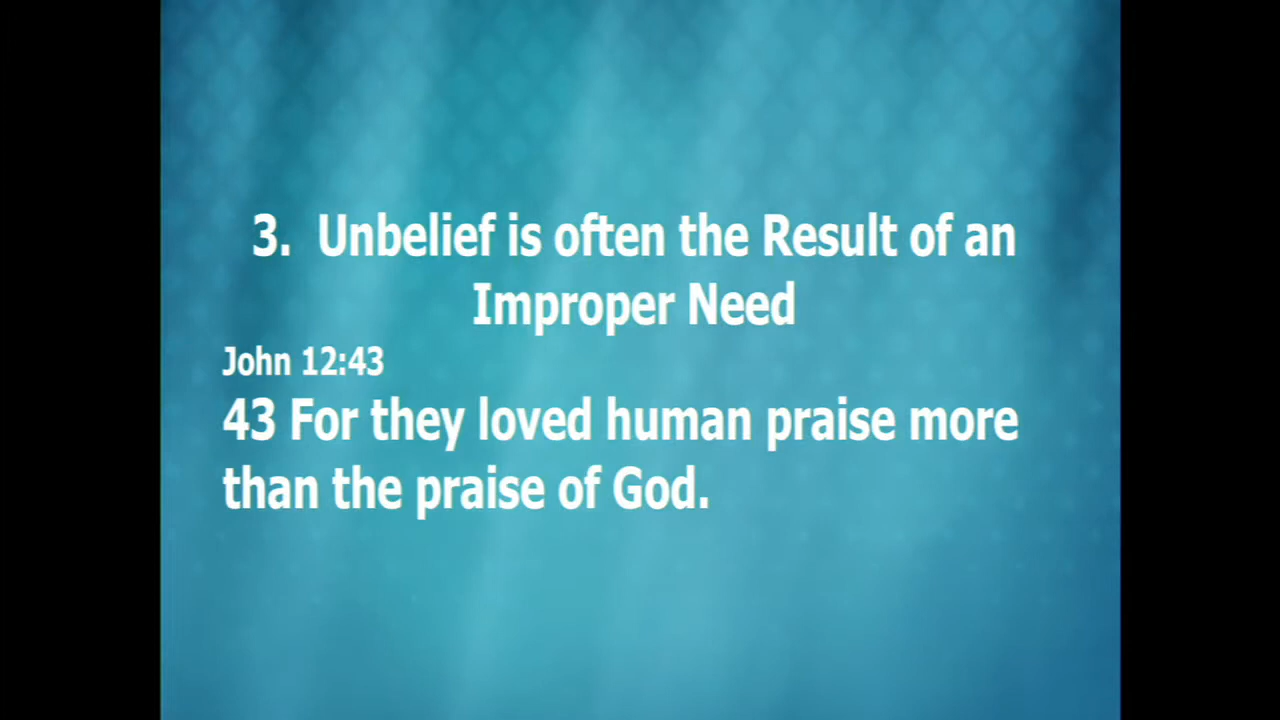 3. Unbelief is often the Result of an
Improper Need
John 12:43
43 For they loved human praise more
than the praise of God.